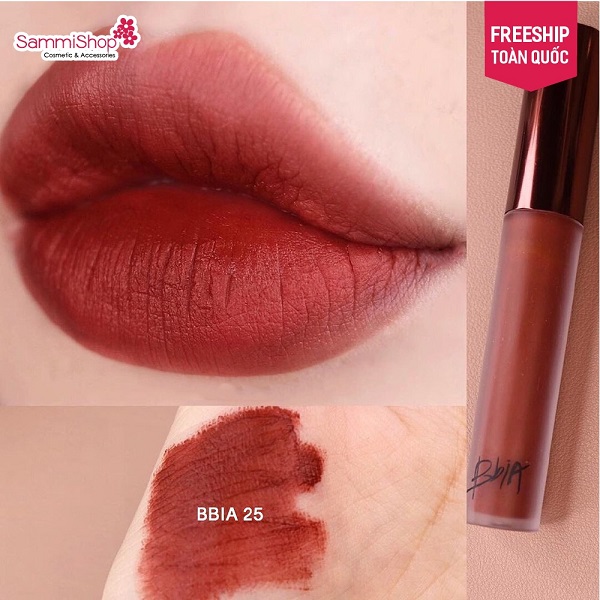 SammiShop
Cosmetic & Accessories
FREESHIP
TOÀN QUỐC
BBIA 25
BbiA